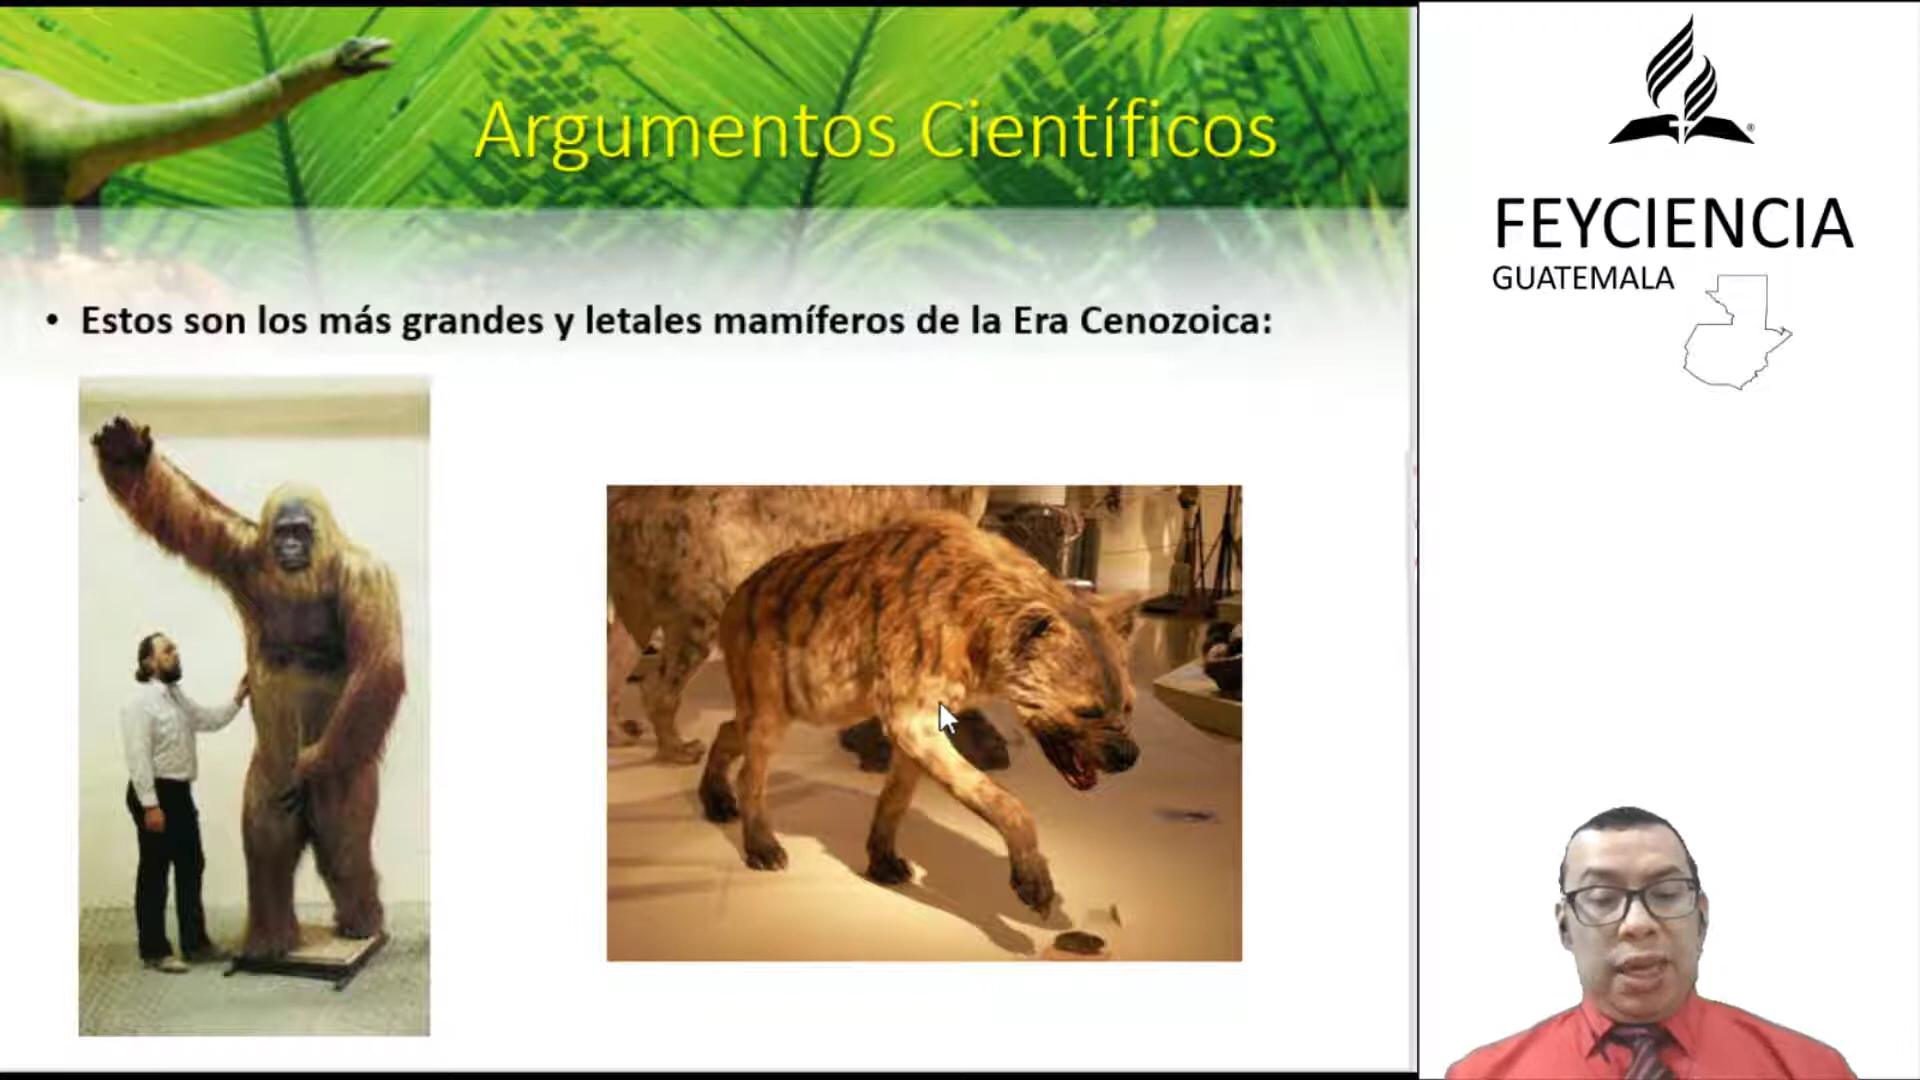 Argumentos Científicos
• Estos son los más grandes y letales mamíferos de la Era Cenozoica:
®
FEYCIENCIA
GUATEMALA